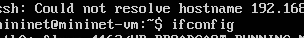 ssh: Could not resolve hostname 192.168
mininet@mininet-vm:~$ ifconfig